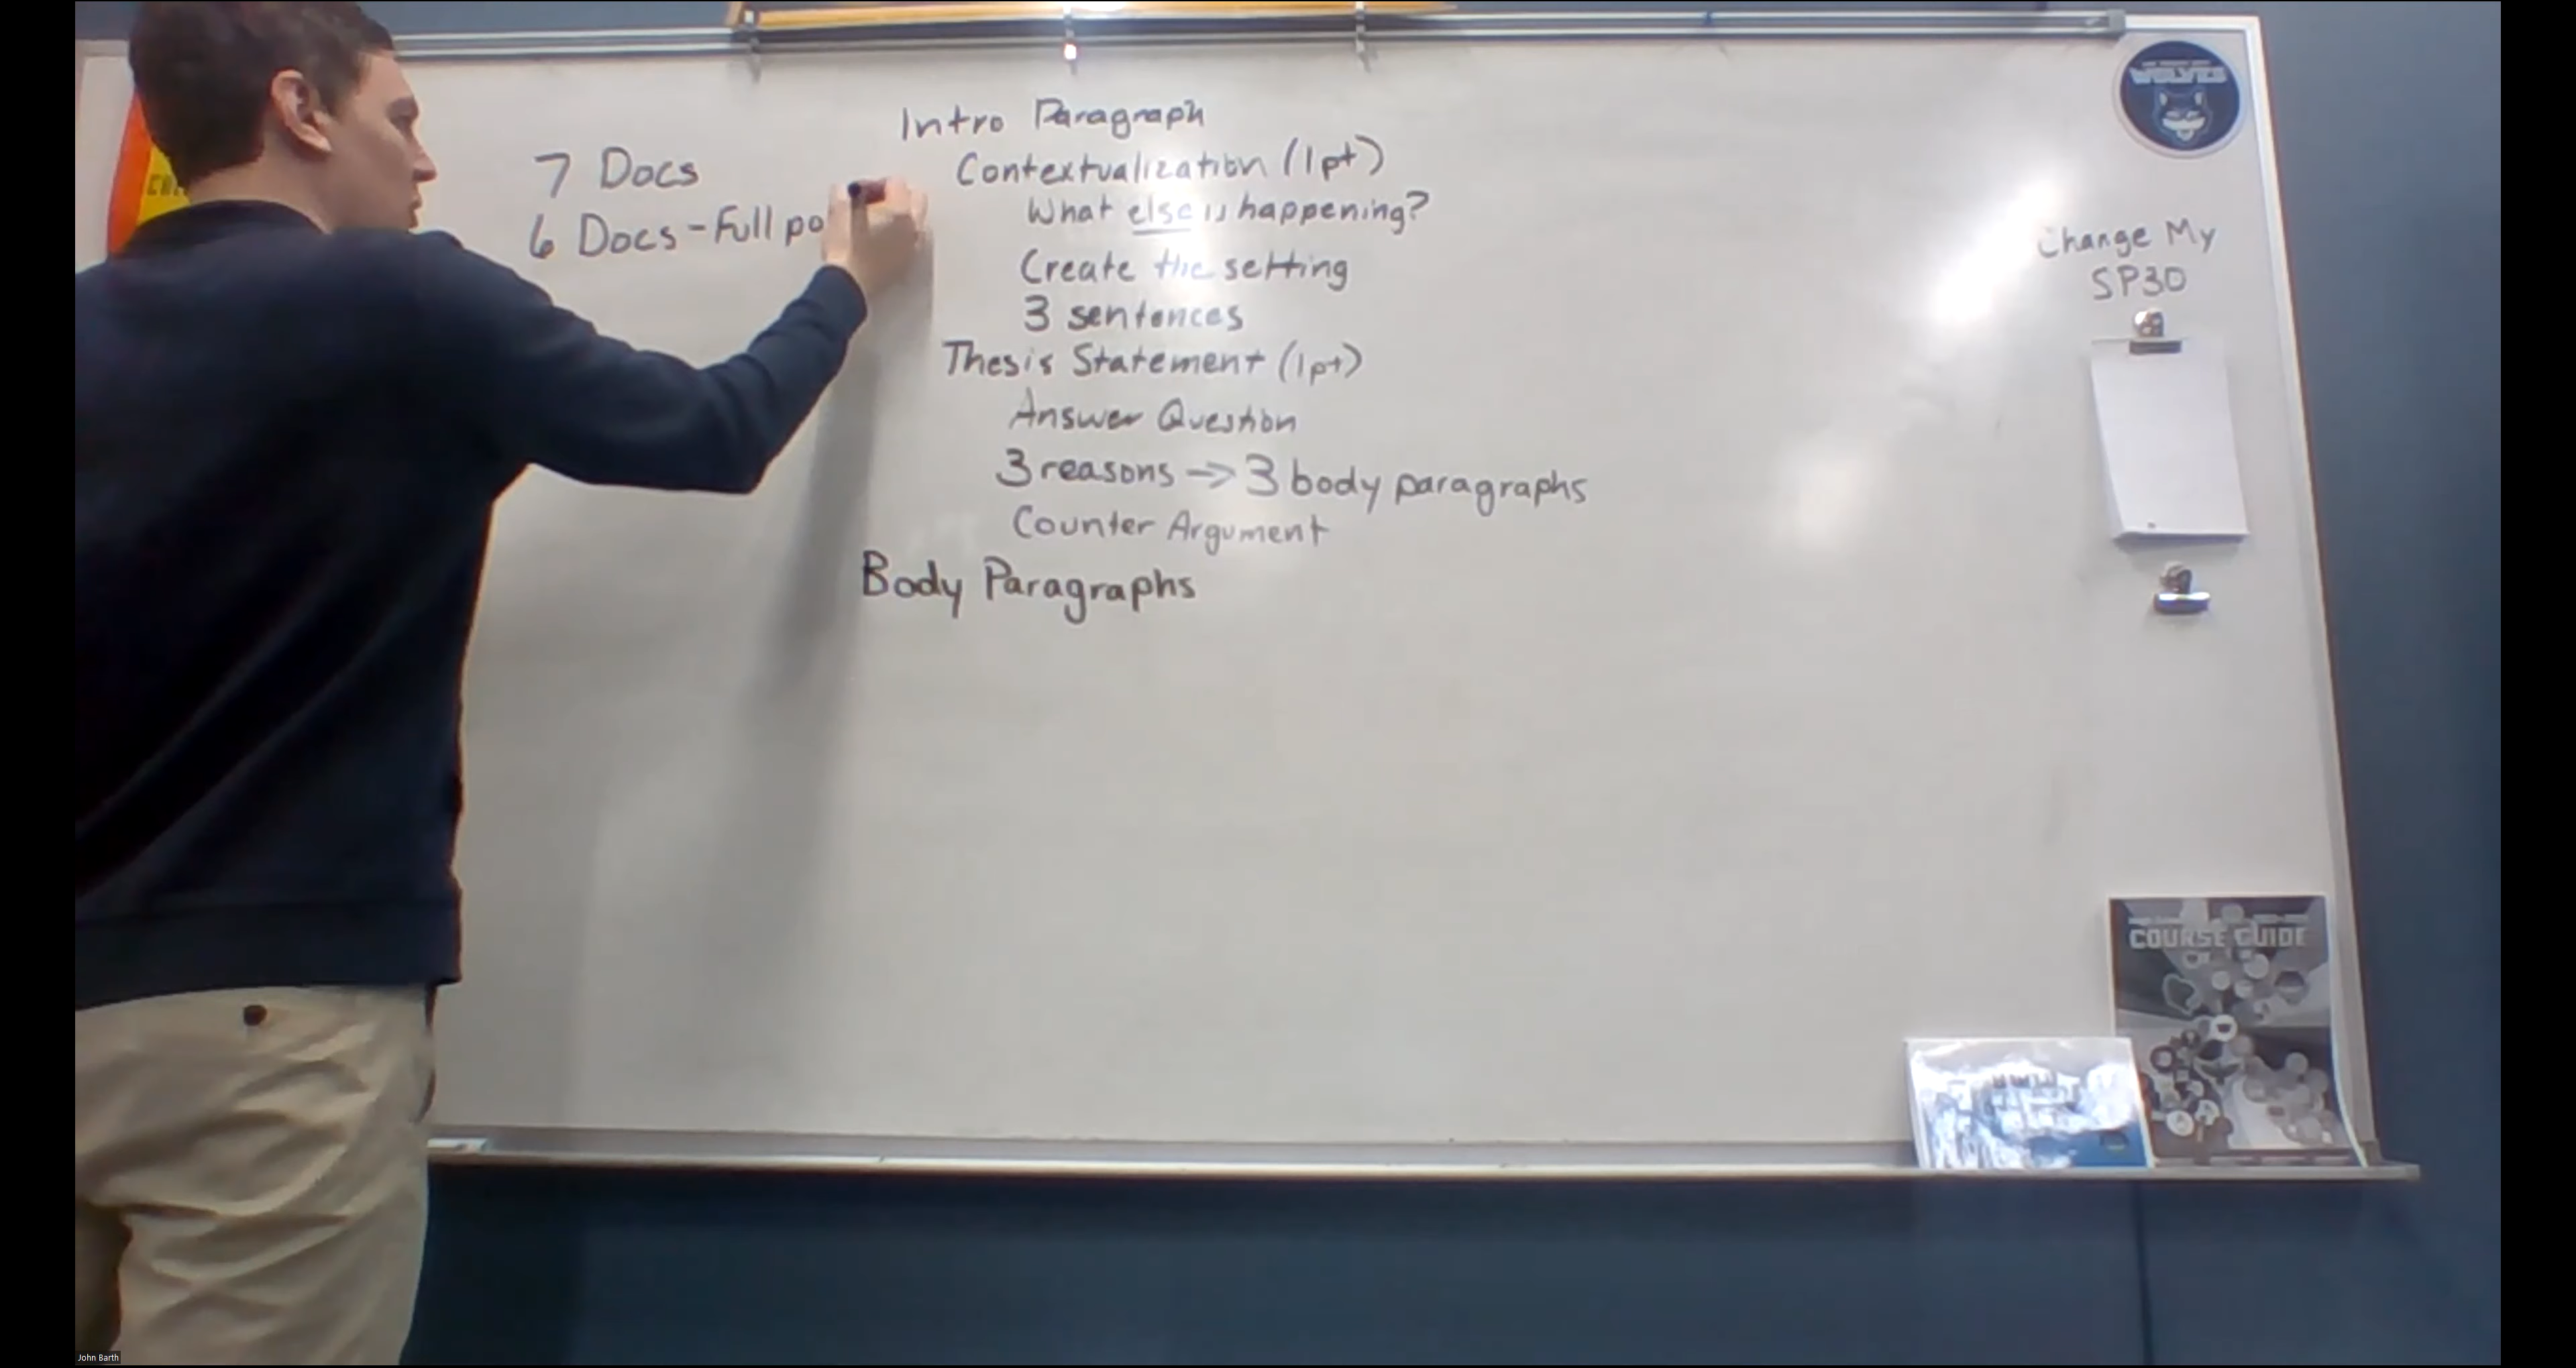 7 Docs
6 Docs - Full po
Intro Paragraph
Contextualization (1pt)
What else is happening?
Create the setting
3 sentences
Thesis Statement (1pt)
Answer Question
3 reasons → 3 body paragraphs
Counter Argument
Body Paragraphs
WOLVES
Change My
SP30
COURSE GUIDE
John Barth